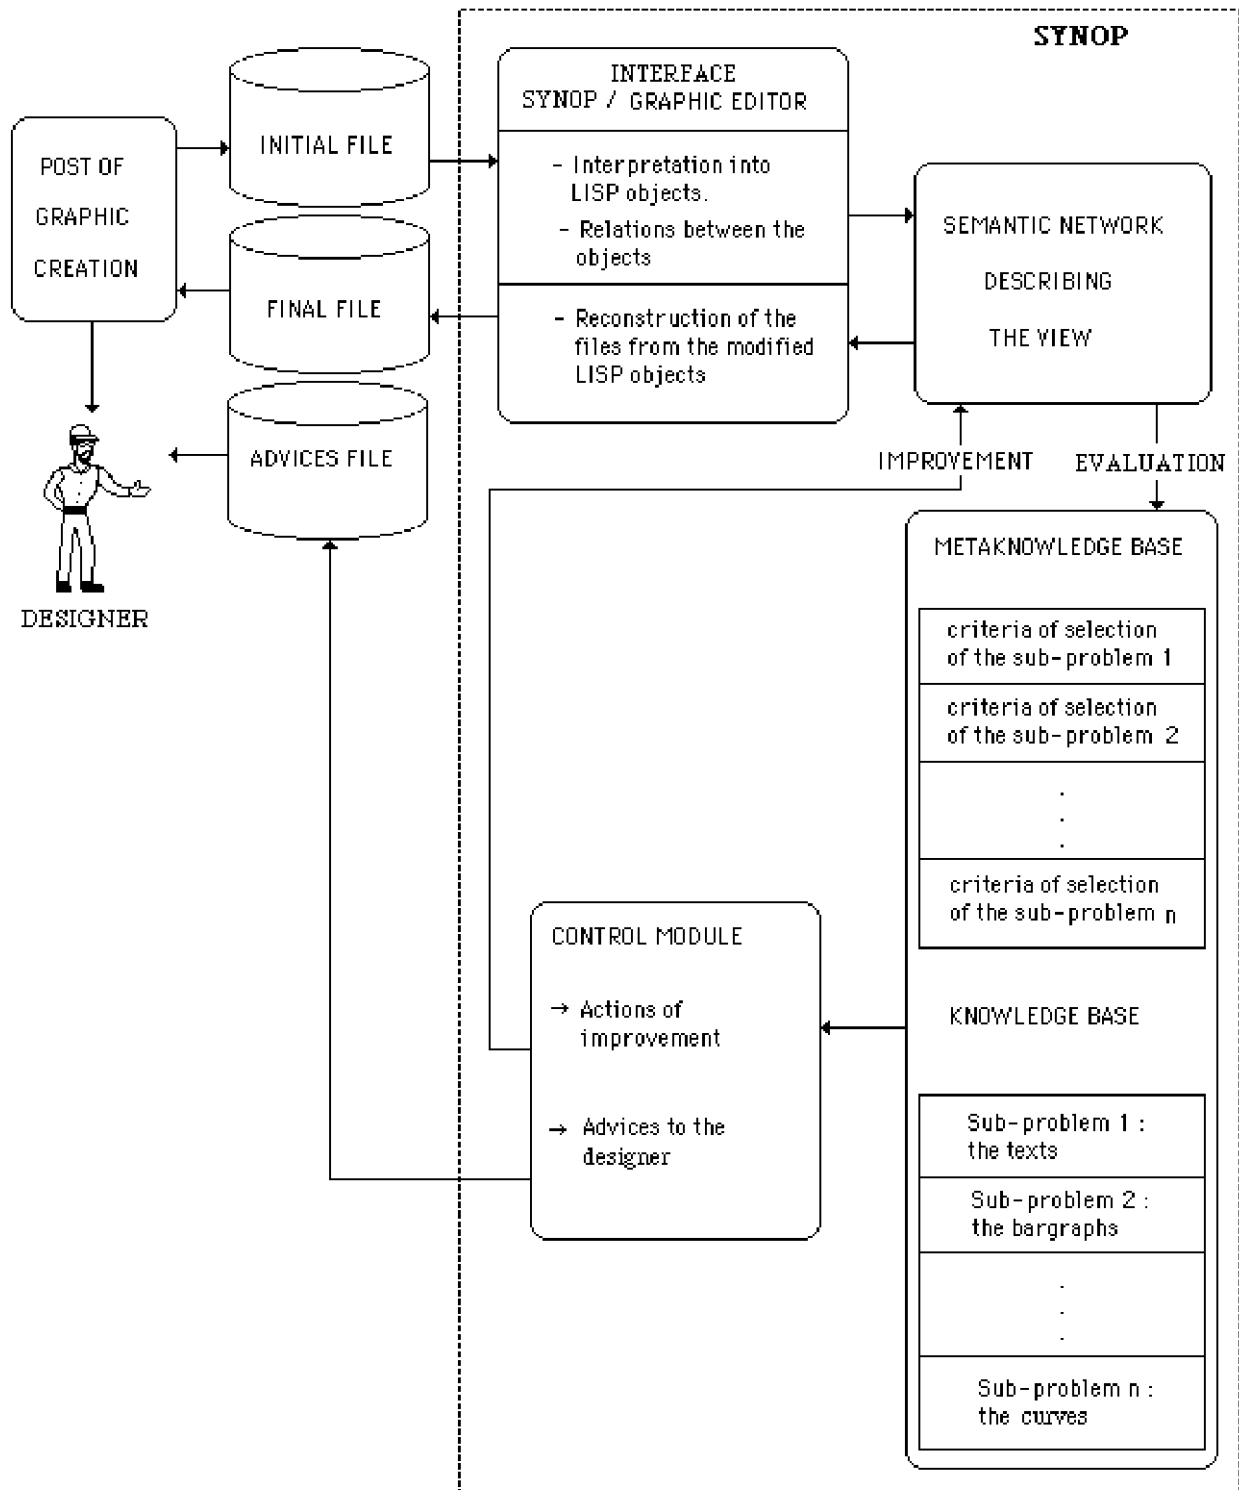 SYNOP
INTERFACE
SYNOP / GRAPHIC EDITOR
- Interpretation into
LISP objects.
- Relations between the
objects
- Reconstruction of the
files from the modified
LISP objects
POST OF
GRAPHIC
CREATION
INITIAL FILE
FINAL FILE
ADVICES FILE
DESIGNER
SEMANTIC NETWORK
DESCRIBING
THE VIEW
IMPROVEMENT
EVALUATION
METAKNOWLEDGE BASE
criteria of selection
of the sub-problem 1
criteria of selection
of the sub-problem 2
.
.
.
criteria of selection
of the sub-problem n
CONTROL MODULE
→ Actions of
improvement
→ Advices to the
designer
KNOWLEDGE BASE
Sub-problem 1 :
the texts
Sub-problem 2 :
the bargraphs
.
.
.
Sub-problem n :
the curves